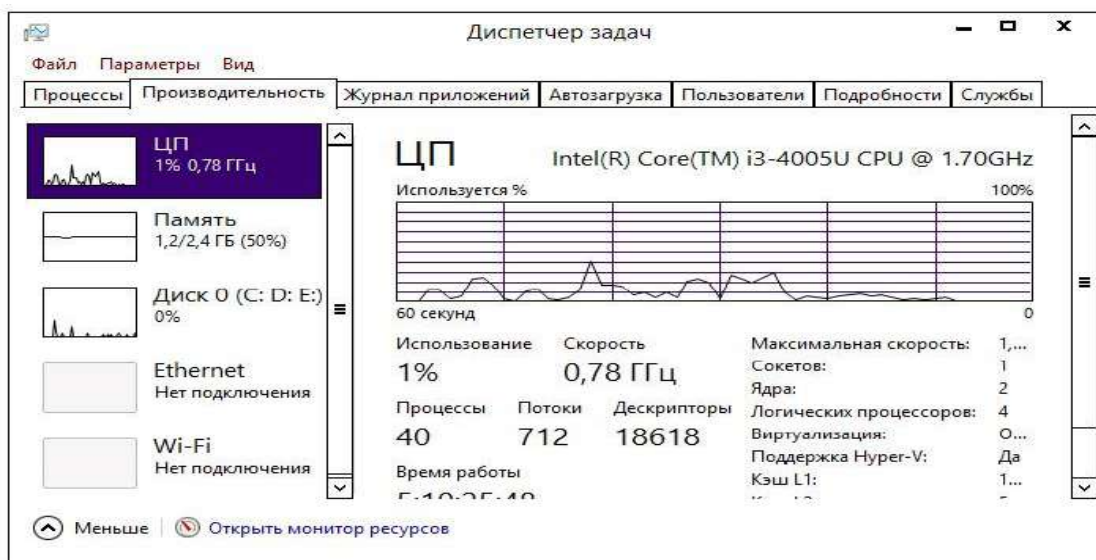 Диспетчер задач
Файл Параметры Вид
Процессы Производительность Журнал приложений Автозагрузка Пользователи Подробности Службы
ЦП
1% 0,78 ГГц
Память
1,2/2,4 ГБ (50%)
Диск 0 (C: D: E:)
0%
Ethernet
Нет подключения
Wi-Fi
Нет подключения
ЦП Intel(R) Core(TM) i3-4005U CPU @ 1.70GHz
Используется % 100%
60 секунд 0
Использование Скорость
1% 0,78 ГГц
Процессы Потоки Дескрипторы
40 712 18618
Время работы
Максимальная скорость: 1,...
Сокетов: 1
Ядра: 2
Логических процессоров: 4
Виртуализация: О...
Поддержка Hyper-V: Да
Кэш L1: 1...
Меньше Открыть монитор ресурсов